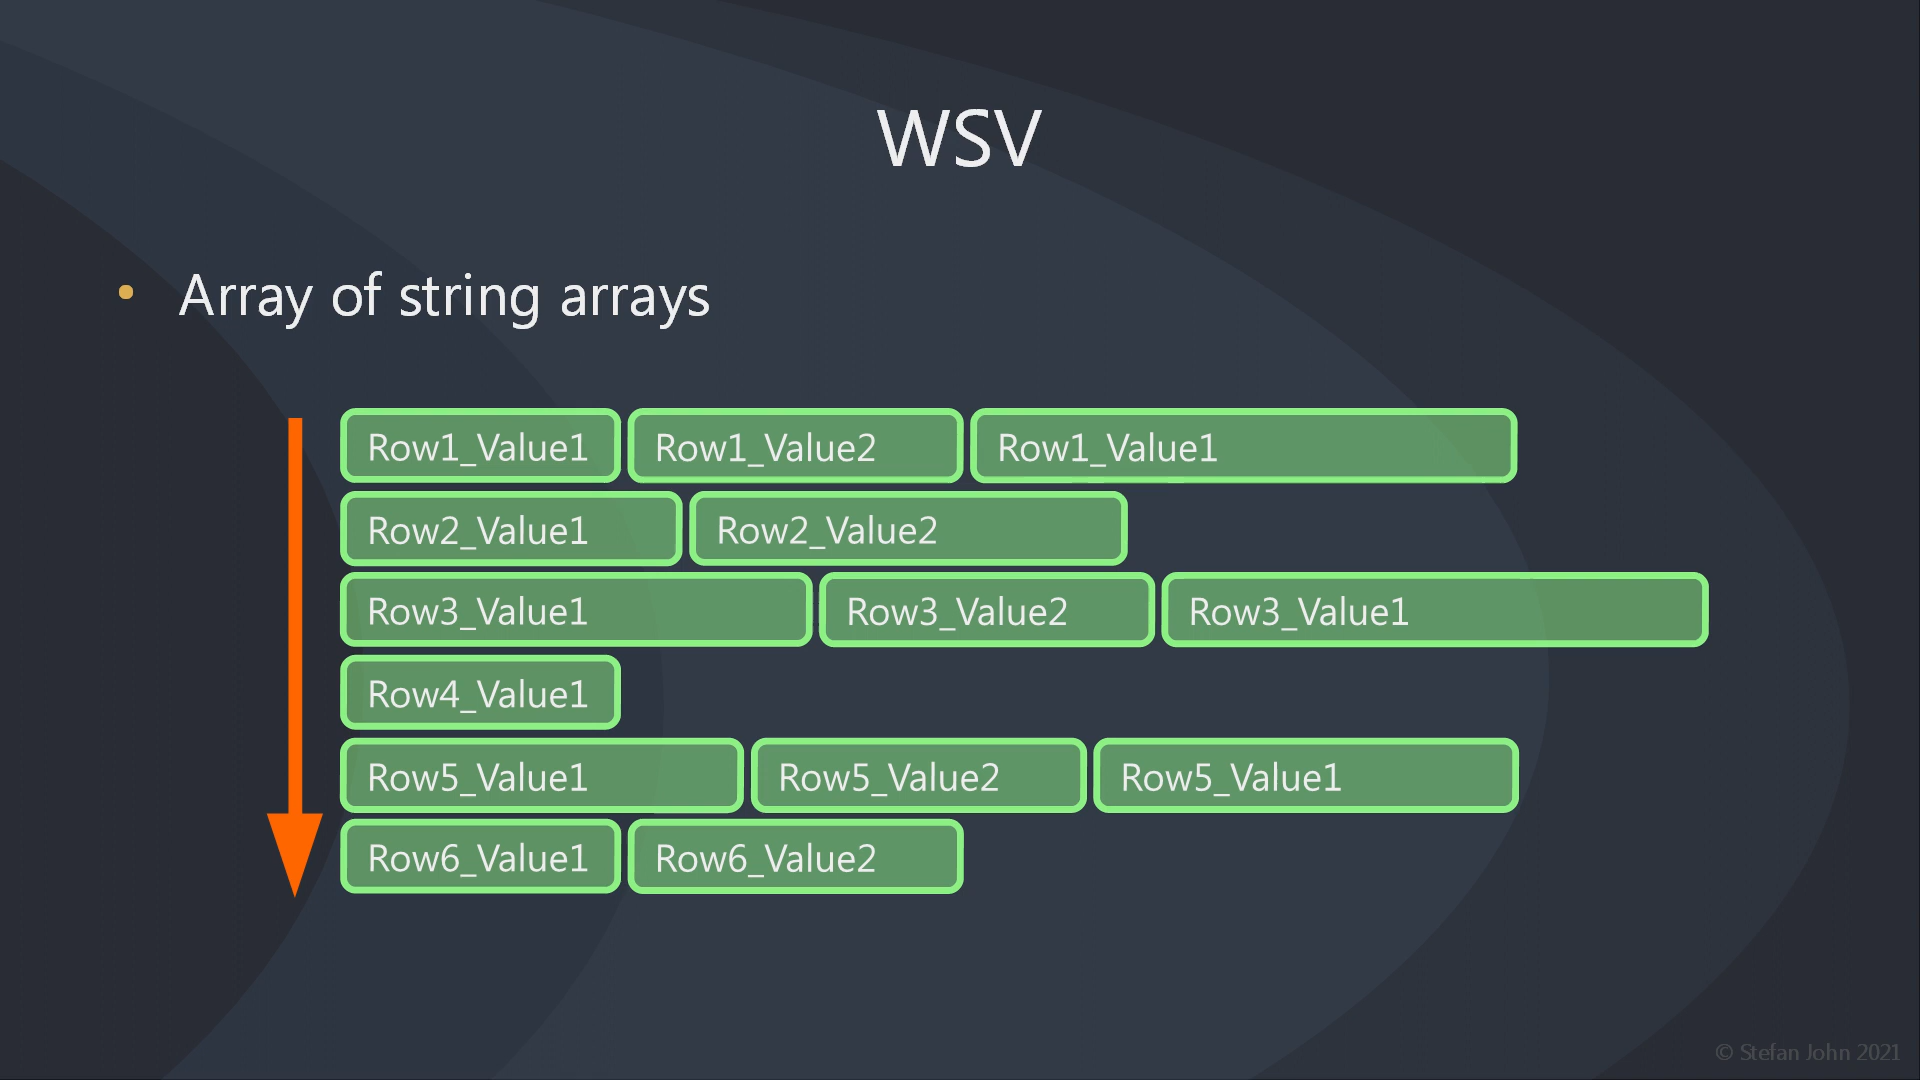 WSV
• Array of string arrays
Row1_Value1 Row1_Value2 Row1_Value1
Row2_Value1 Row2_Value2
Row3_Value1 Row3_Value2 Row3_Value1
Row4_Value1
Row5_Value1 Row5_Value2 Row5_Value1
Row6_Value1 Row6_Value2
© Stefan John 2021